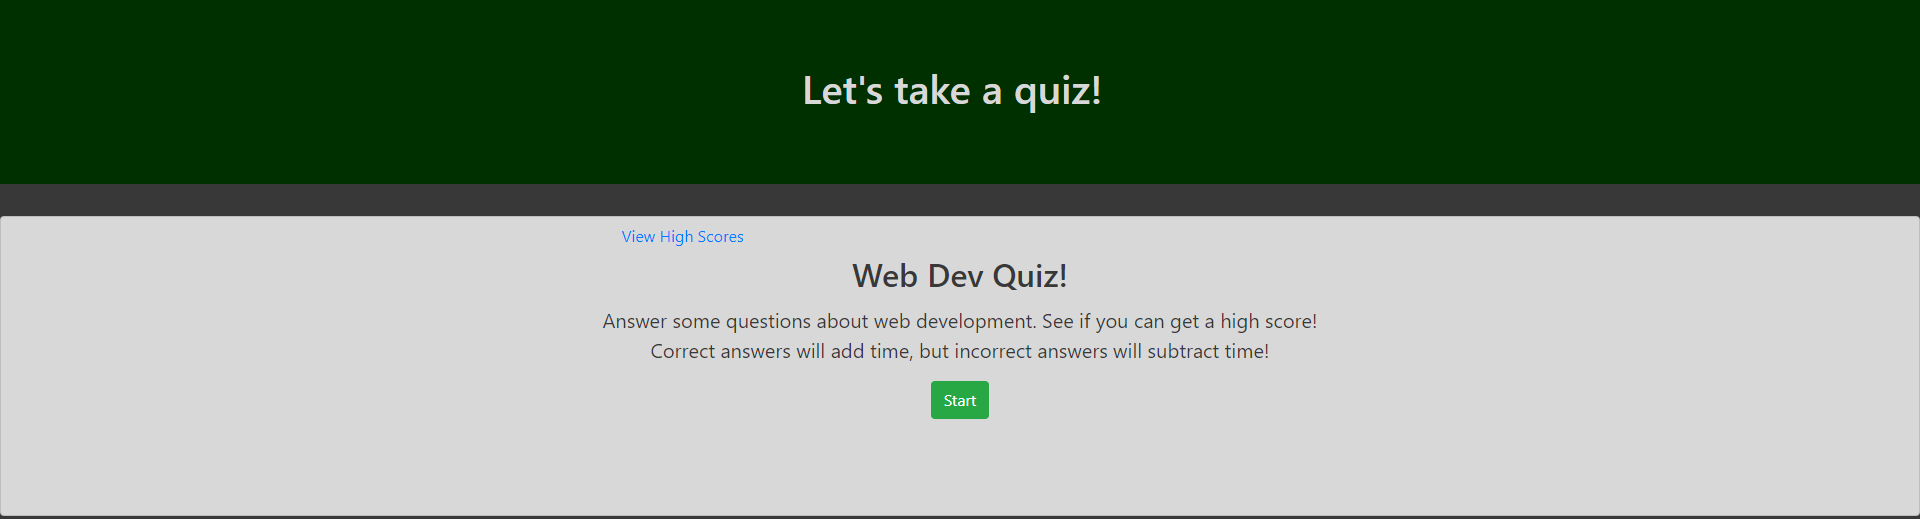 Let's take a quiz!
View High Scores
Web Dev Quiz!
Answer some questions about web development. See if you can get a high score!
Correct answers will add time, but incorrect answers will subtract time!
Start